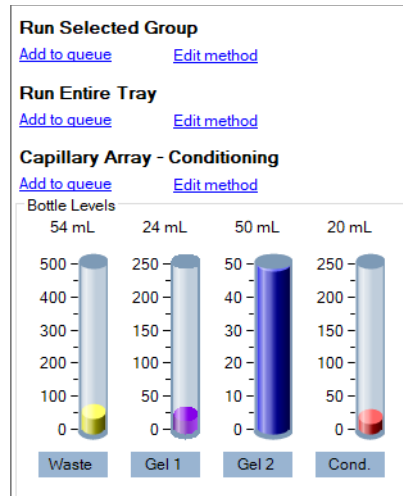 Run Selected Group
Add to queue Edit method
Run Entire Tray
Add to queue Edit method
Capillary Array - Conditioning
Add to queue Edit method
Bottle Levels
54 mL 24 mL 50 mL 20 mL
500 250 50 250
400 200 40 200
300 150 30 150
200 100 20 100
100 50 10 50
0 0 0 0
Waste Gel 1 Gel 2 Cond.